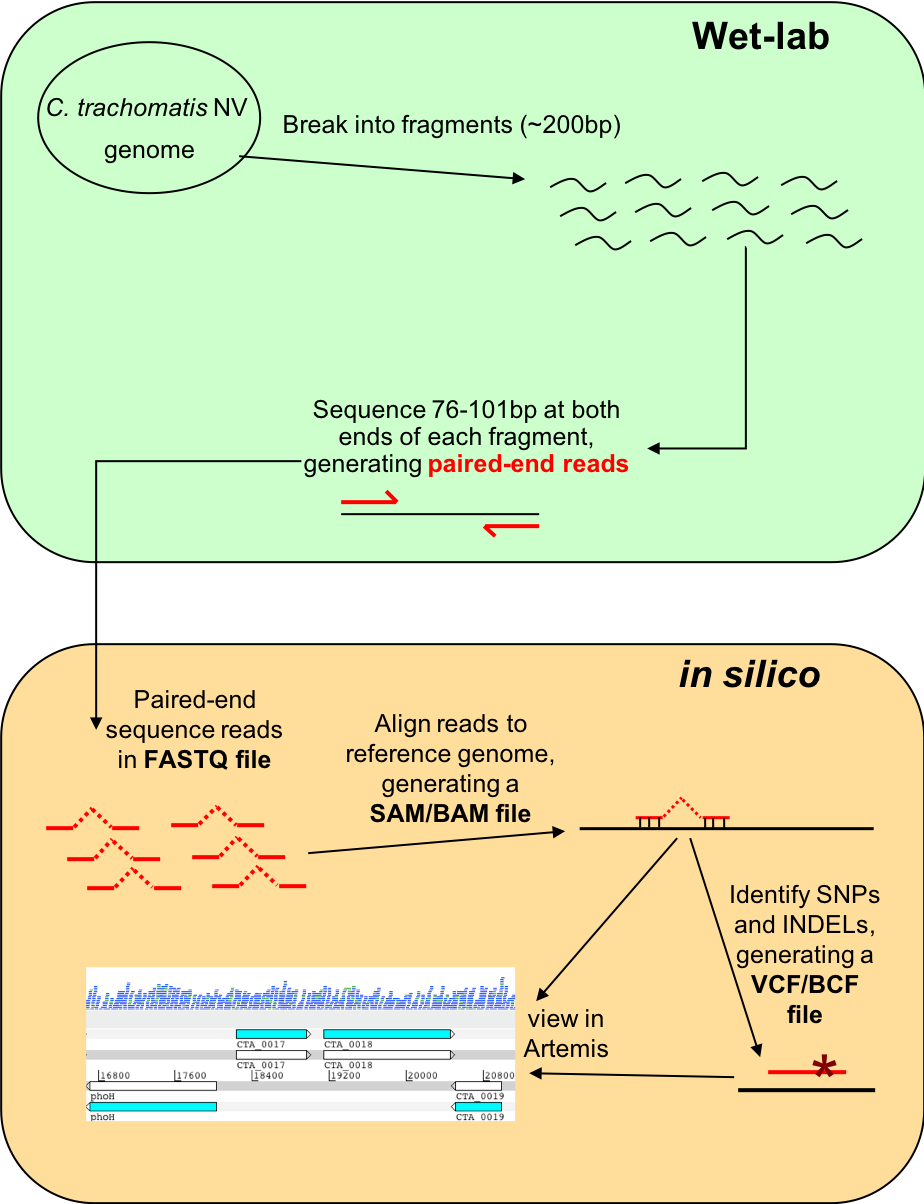 Wet-lab
C. trachomatis NV
genome
Break into fragments (~200bp)
Sequence 76-101bp at both
ends of each fragment,
generating paired-end reads
in silico
Paired-end
sequence reads
in FASTQ file
Align reads to
reference genome,
generating a
SAM/BAM file
Identify SNPs
and INDELs,
generating a
VCF/BCF
file
*
view in
Artemis
CTA_0017 CTA_0018
CTA_0017 CTA_0018
16800 17600 18400 19200 20000 20800
phoH CTA_0019
phoH CTA_0019